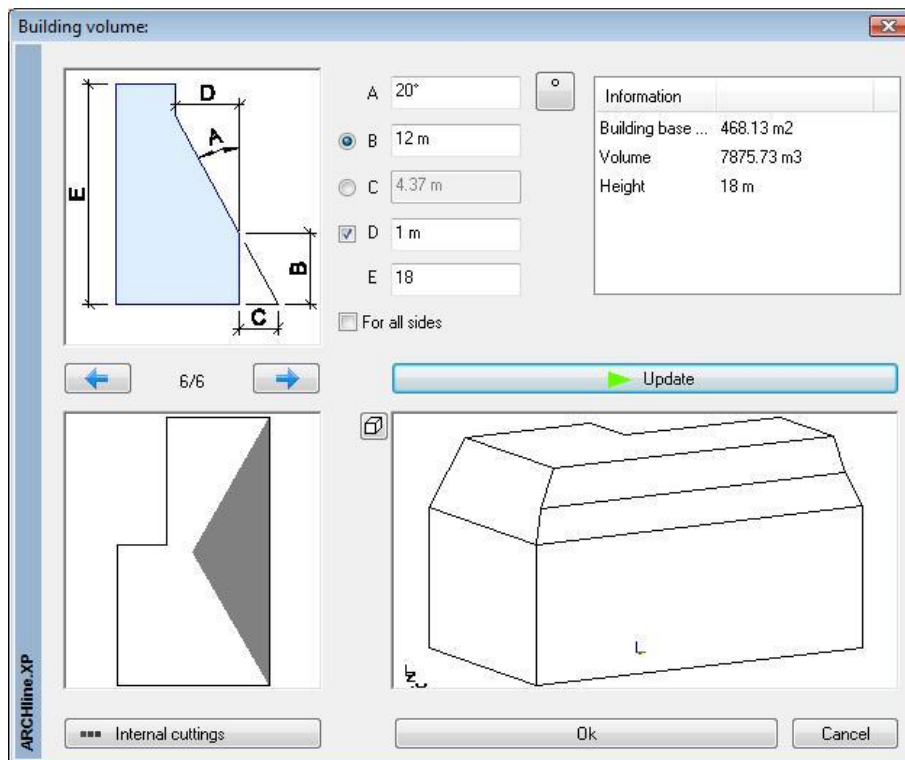 Building volume:
D
A
E
B
C
A 20°
B 12 m
C 4.37 m
D 1 m
E 18
For all sides
Information
Building base ... 468.13 m2
Volume 7875.73 m3
Height 18 m
6/6
Update
z
Internal cuttings
Ok
Cancel
ARCHline.XP